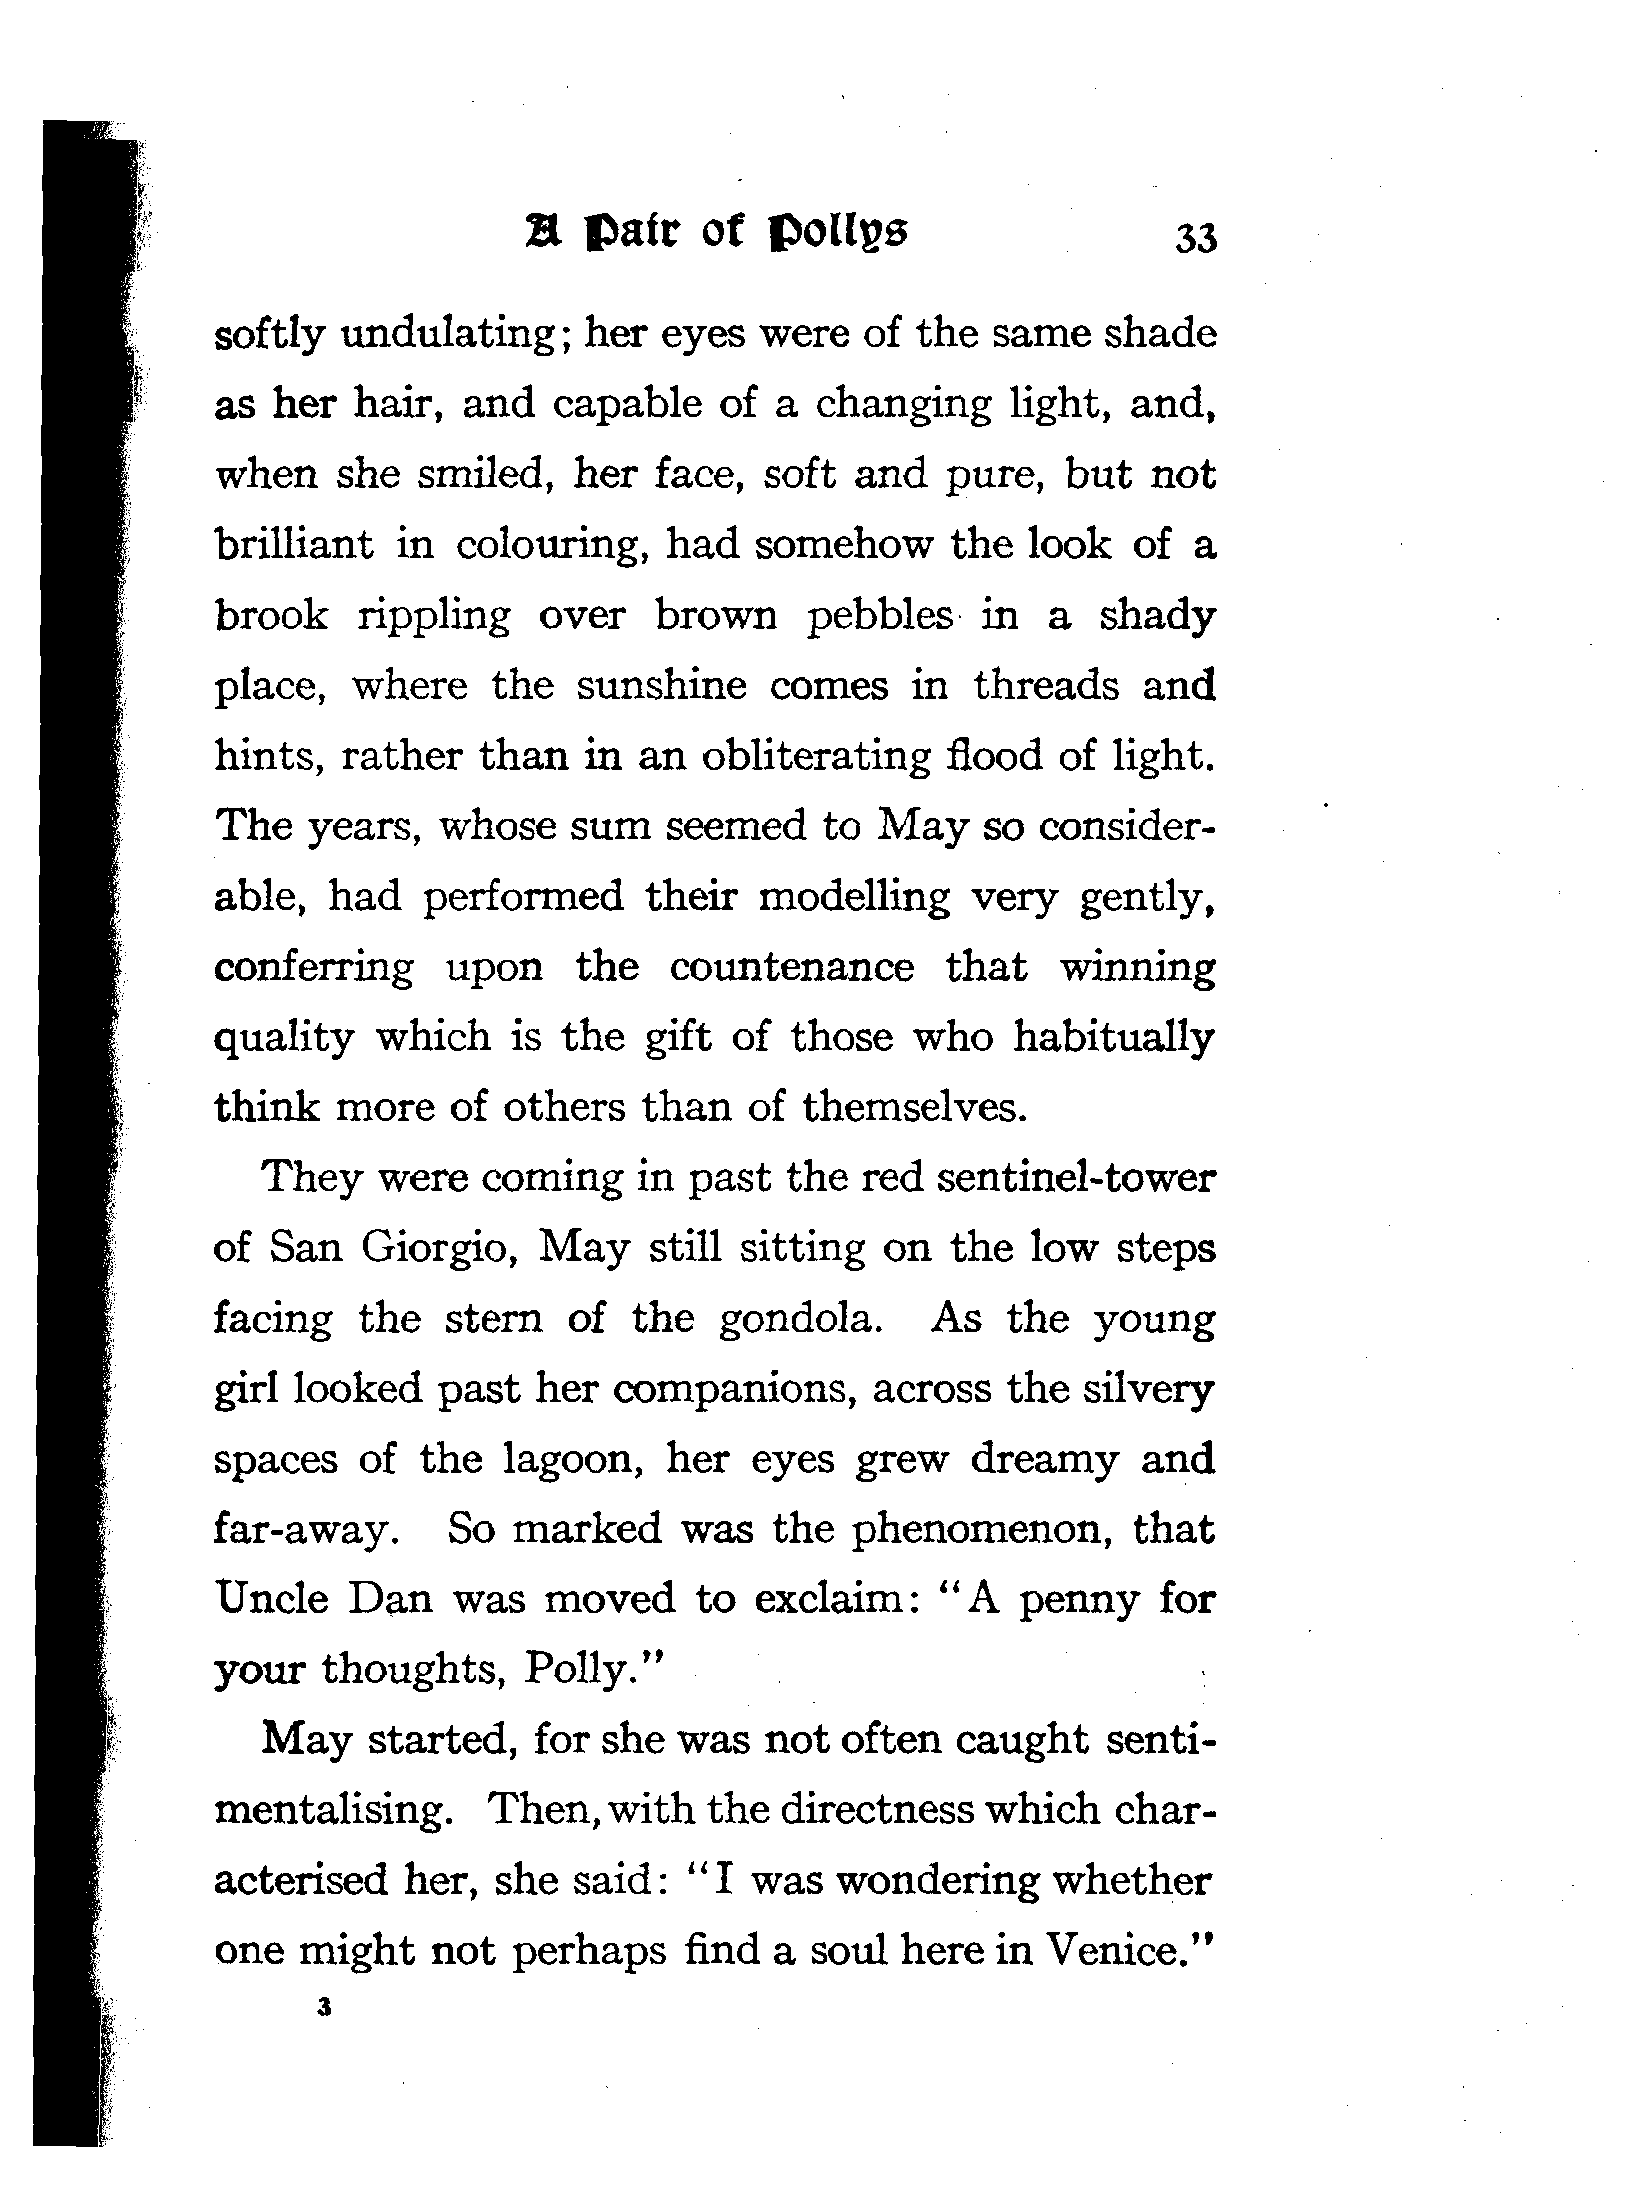 A Pair of Pollys 33
softly undulating; her eyes were of the same shade
as her hair, and capable of a changing light, and,
when she smiled, her face, soft and pure, but not
brilliant in colouring, had somehow the look of a
brook rippling over brown pebbles in a shady
place, where the sunshine comes in threads and
hints, rather than in an obliterating flood of light.
The years, whose sum seemed to May so consider-
able, had performed their modelling very gently,
conferring upon the countenance that winning
quality which is the gift of those who habitually
think more of others than of themselves.
They were coming in past the red sentinel-tower
of San Giorgio, May still sitting on the low steps
facing the stern of the gondola. As the young
girl looked past her companions, across the silvery
spaces of the lagoon, her eyes grew dreamy and
far-away. So marked was the phenomenon, that
Uncle Dan was moved to exclaim: "A penny for
your thoughts, Polly."
May started, for she was not often caught senti-
mentalising. Then, with the directness which char-
acterised her, she said: "I was wondering whether
one might not perhaps find a soul here in Venice."
3